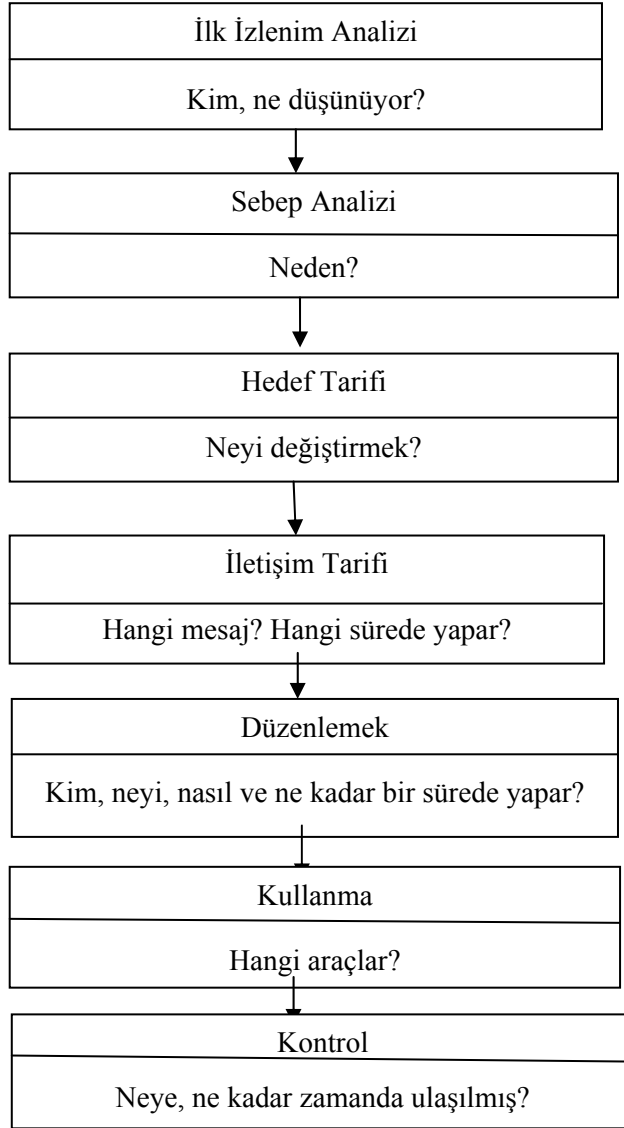 İlk İzlenim Analizi
Kim, ne düşünüyor?
Sebep Analizi
Neden?
Hedef Tarifi
Neyi değiştirmek?
İletişim Tarifi
Hangi mesaj? Hangi sürede yapar?
Düzenlemek
Kim, neyi, nasıl ve ne kadar bir sürede yapar?
Kullanma
Hangi araçlar?
Kontrol
Neye, ne kadar zamanda ulaşılmış?